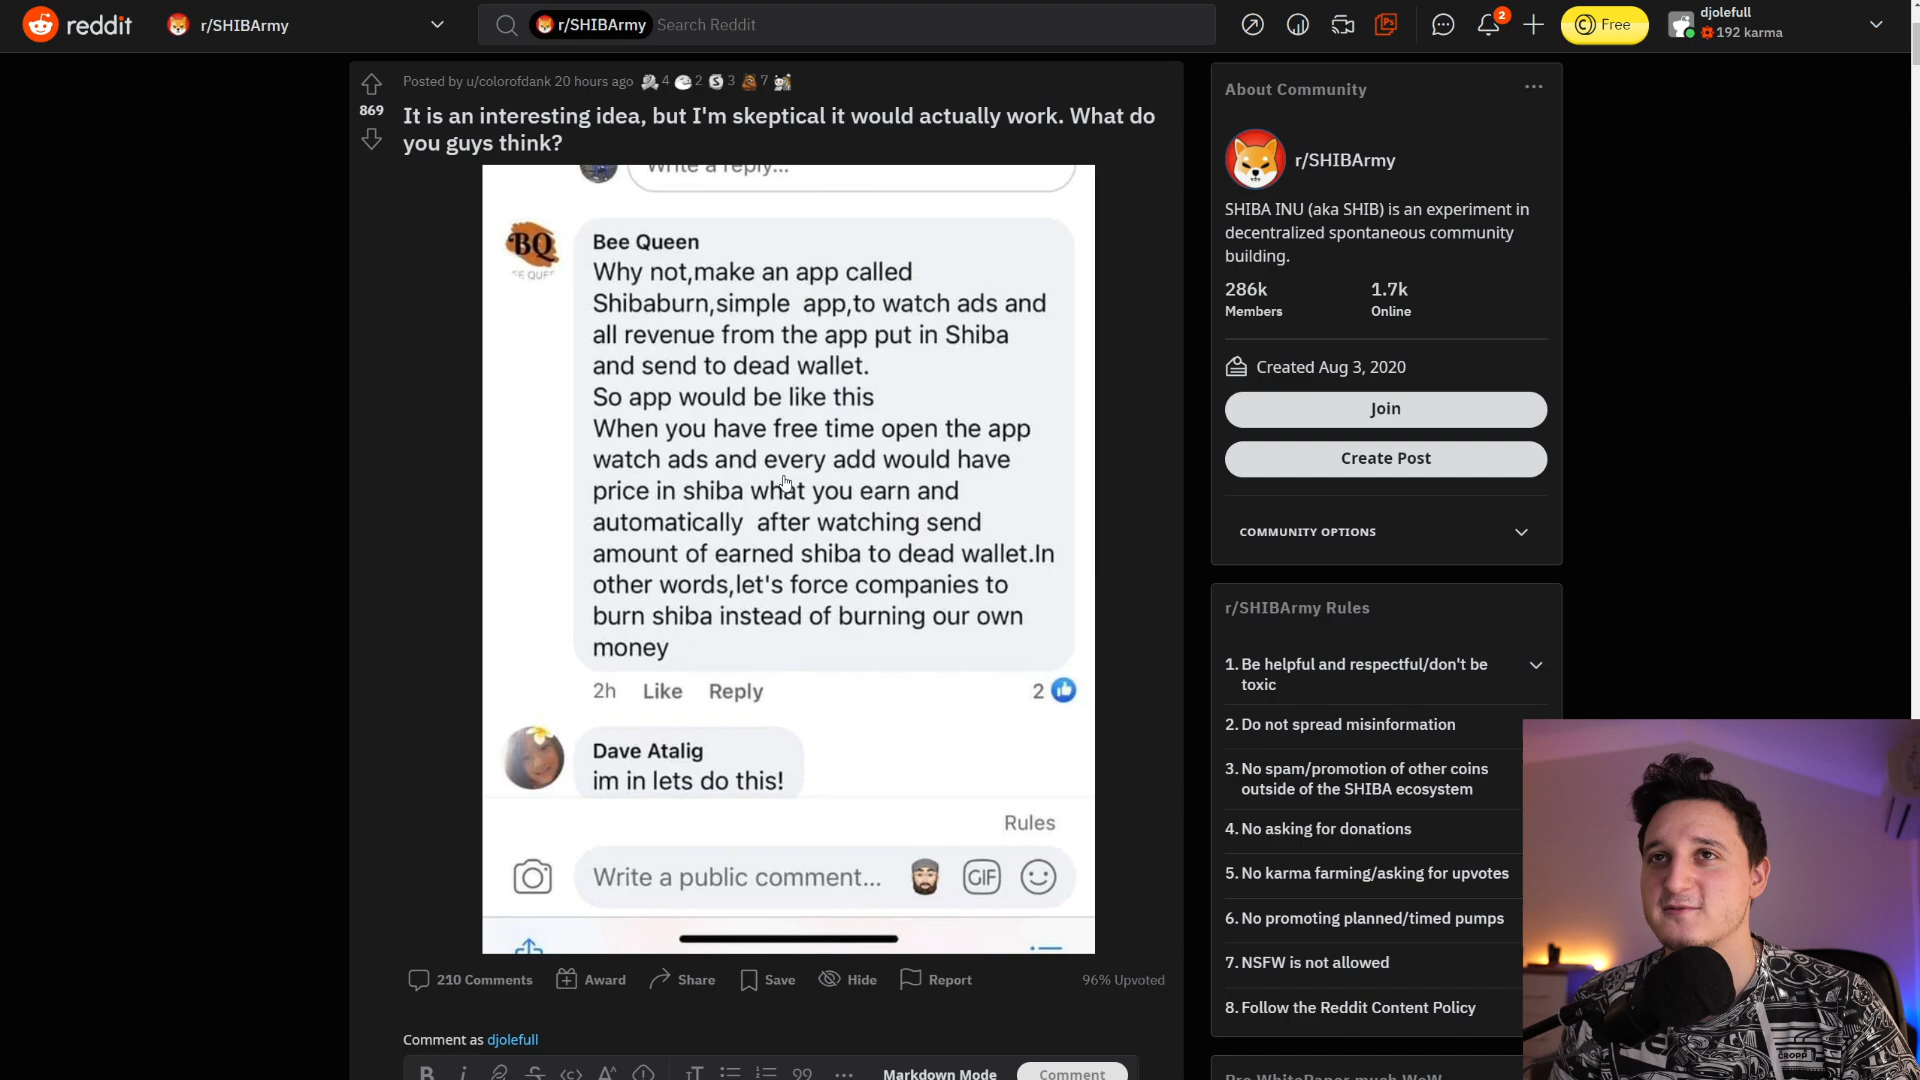 reddit
r/SHIBArmy
r/SHIBArmy Search Reddit
2
Free
djolefull
192 karma
Posted by u/colorofdank 20 hours ago 4 2 3 7
869
It is an interesting idea, but I'm skeptical it would actually work. What do
you guys think?
Write a reply...
BQ
Bee Queen
Why not,make an app called
Shibaburn,simple app,to watch ads and
all revenue from the app put in Shiba
and send to dead wallet.
So app would be like this
When you have free time open the app
watch ads and every add would have
price in shiba what you earn and
automatically after watching send
amount of earned shiba to dead wallet.In
other words,let's force companies to
burn shiba instead of burning our own
money
2h Like Reply 2
Dave Atalig
im in lets do this!
Rules
Write a public comment... GIF
210 Comments Award Share Save Hide Report 96% Upvoted
Comment as djolefull
Markdown Mode Comment
About Community
r/SHIBArmy
SHIBA INU (aka SHIB) is an experiment in
decentralized spontaneous community
building.
286k 1.7k
Members Online
Created Aug 3, 2020
Join
Create Post
COMMUNITY OPTIONS
r/SHIBArmy Rules
1. Be helpful and respectful/don't be
toxic
2. Do not spread misinformation
3. No spam/promotion of other coins
outside of the SHIBA ecosystem
4. No asking for donations
5. No karma farming/asking for upvotes
6. No promoting planned/timed pumps
7. NSFW is not allowed
8. Follow the Reddit Content Policy
CROPP